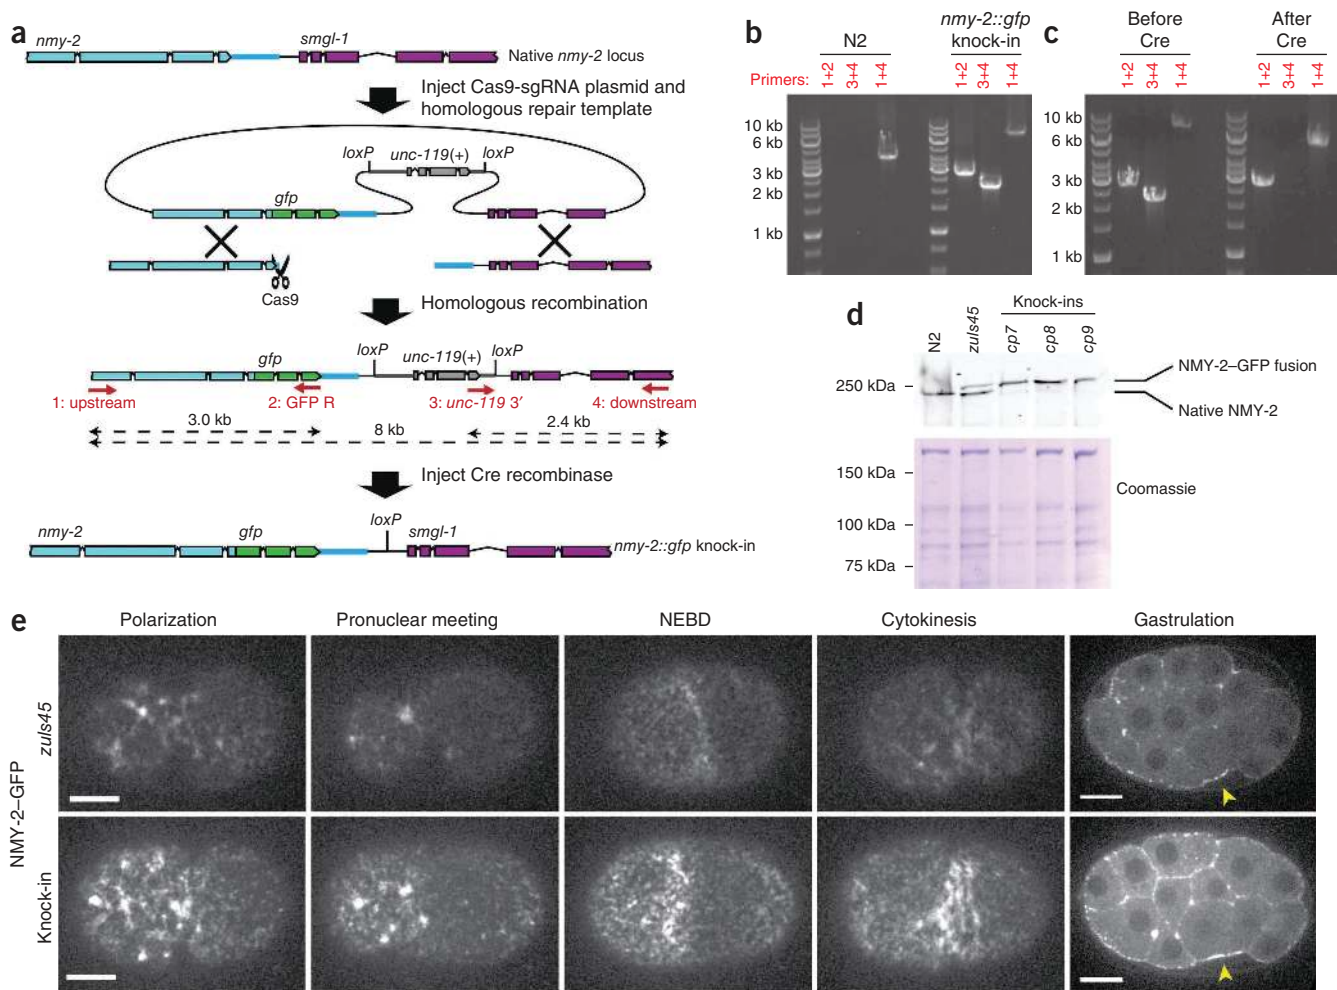 a
nmy-2
smgl-1
Native nmy-2 locus
Inject Cas9-sgRNA plasmid and
homologous repair template
loxP
unc-119(+)
loxP
gfp
Cas9
Homologous recombination
loxP
unc-119(+)
loxP
gfp
1: upstream
2: GFP R
3: unc-119 3′
4: downstream
3.0 kb
8 kb
2.4 kb
Inject Cre recombinase
nmy-2
gfp
loxP
smgl-1
nmy-2::gfp knock-in
b
N2
nmy-2::gfp
knock-in
Primers:
1+2
3+4
1+4
1+2
3+4
1+4
10 kb
6 kb
3 kb
2 kb
1 kb
c
Before
Cre
After
Cre
1+2
3+4
1+4
1+2
3+4
1+4
10 kb
6 kb
3 kb
2 kb
1 kb
d
Knock-ins
N2
zuIs45
cp7
cp8
cp9
250 kDa
NMY-2–GFP fusion
Native NMY-2
150 kDa
100 kDa
75 kDa
Coomassie
e
Polarization
Pronuclear meeting
NEBD
Cytokinesis
Gastrulation
NMY-2–GFP
zuIs45
Knock-in